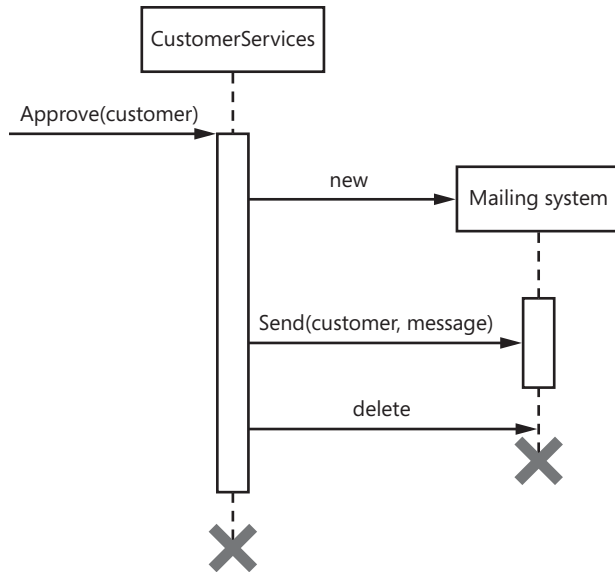 CustomerServices
Approve(customer)
new
Mailing system
Send(customer, message)
delete